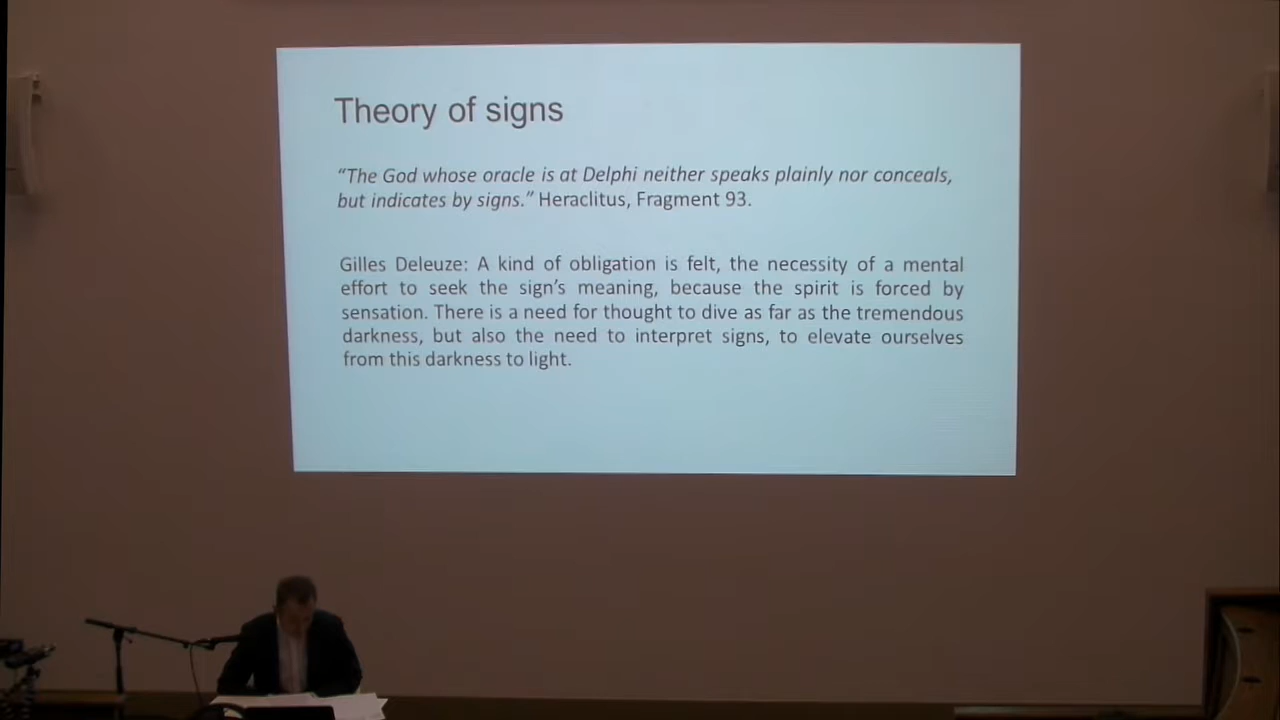 Theory of signs
“The God whose oracle is at Delphi neither speaks plainly nor conceals,
but indicates by signs.” Heraclitus, Fragment 93.
Gilles Deleuze: A kind of obligation is felt, the necessity of a mental
effort to seek the sign’s meaning, because the spirit is forced by
sensation. There is a need for thought to dive as far as the tremendous
darkness, but also the need to interpret signs, to elevate ourselves
from this darkness to light.